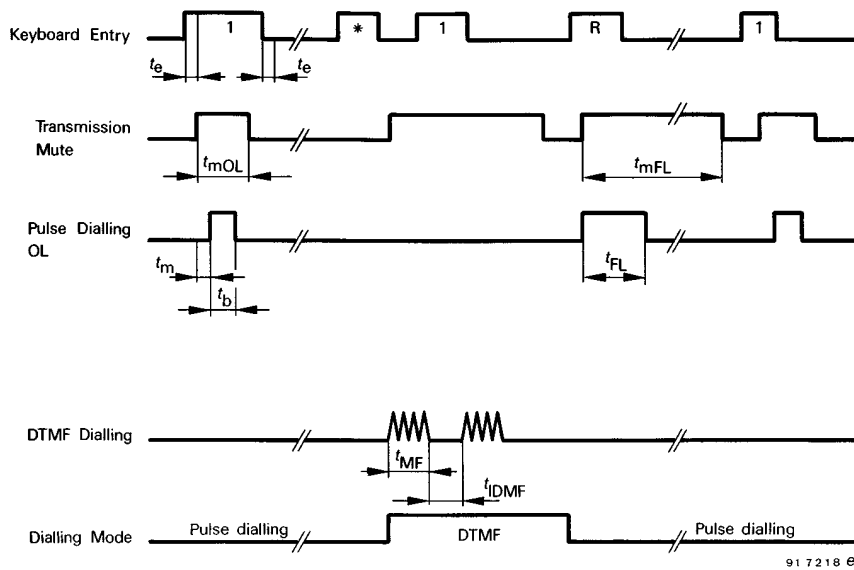 Keyboard Entry
1 * 1 R 1
te te
Transmission
Mute
tmOL tmFL
Pulse Dialling
OL
tm tFL
tb
DTMF Dialling
tMF
tIDMF
Dialling Mode Pulse dialling DTMF Pulse dialling
91 7218 e